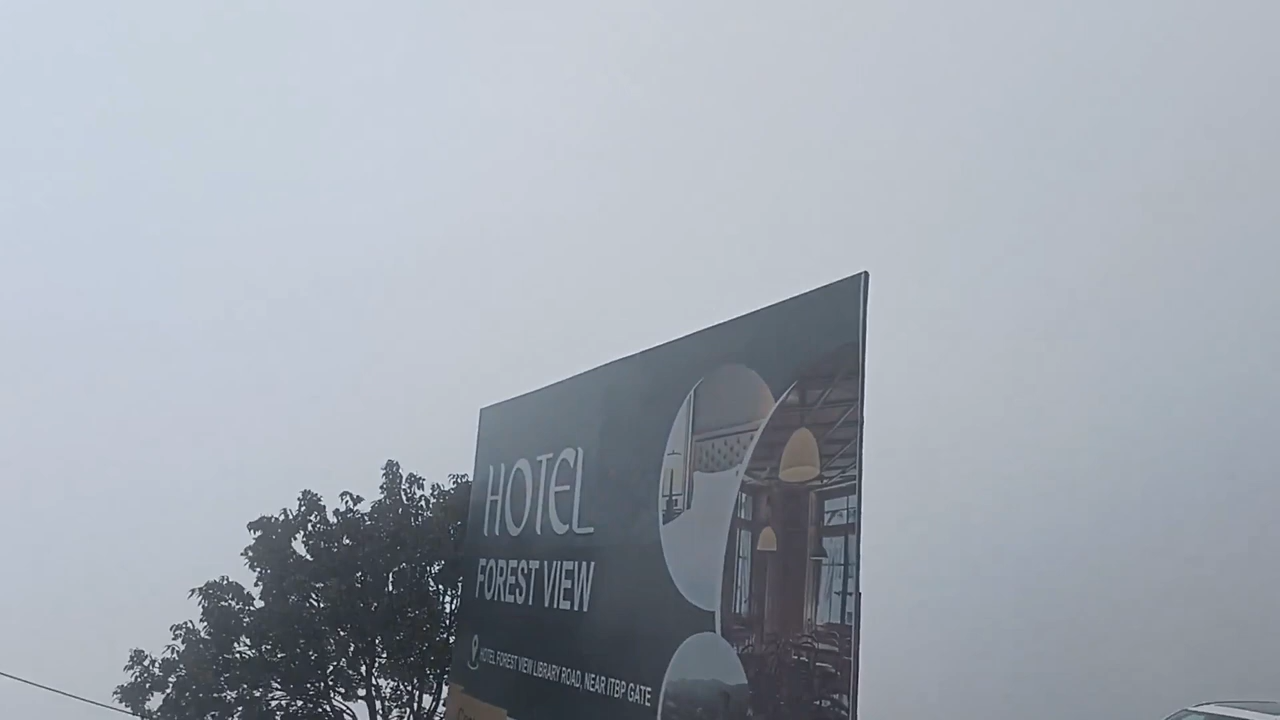 HOTEL
FOREST VIEW
HOTEL FOREST VIEW LIBRARY ROAD, NEAR ITBP GATE